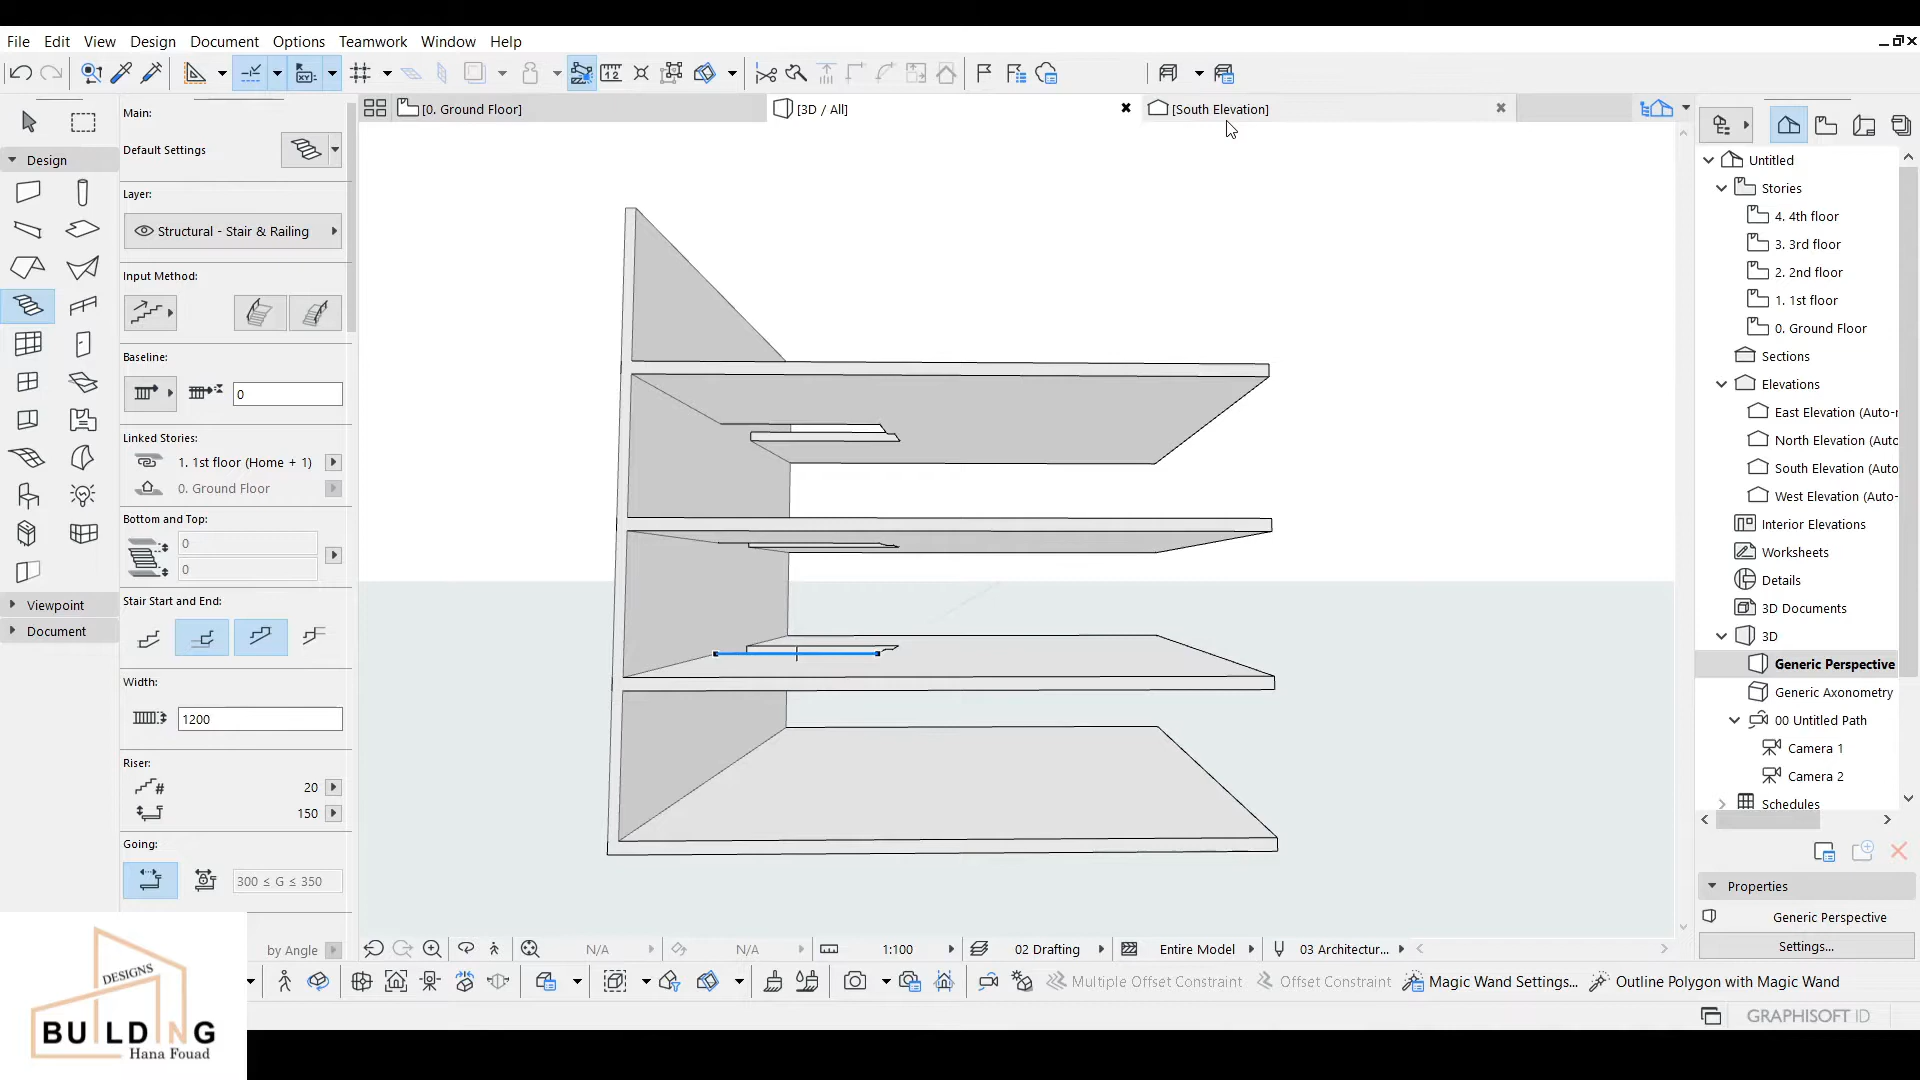 File Edit View Design Document Options Teamwork Window Help
[0. Ground Floor]
[3D / All]
[South Elevation]
Main:
Default Settings
Layer:
Structural - Stair & Railing
Input Method:
Baseline:
0
Linked Stories:
1. 1st floor (Home + 1)
0. Ground Floor
Bottom and Top:
0
0
Stair Start and End:
Width:
1200
Riser:
20
150
Going:
300 ≤ G ≤ 350
by Angle
Design
Viewpoint
Document
Untitled
Stories
4. 4th floor
3. 3rd floor
2. 2nd floor
1. 1st floor
0. Ground Floor
Sections
Elevations
East Elevation (Auto-r
North Elevation (Autc
South Elevation (Auto
West Elevation (Auto-
Interior Elevations
Worksheets
Details
3D Documents
3D
Generic Perspective
Generic Axonometry
00 Untitled Path
Camera 1
Camera 2
Schedules
Properties
Generic Perspective
Settings...
N/A N/A 1:100 02 Drafting Entire Model 03 Architectur...
Multiple Offset Constraint Offset Constraint Magic Wand Settings... Outline Polygon with Magic Wand
GRAPHISOFT ID
DESIGNS
BUILDING
Hana Fouad